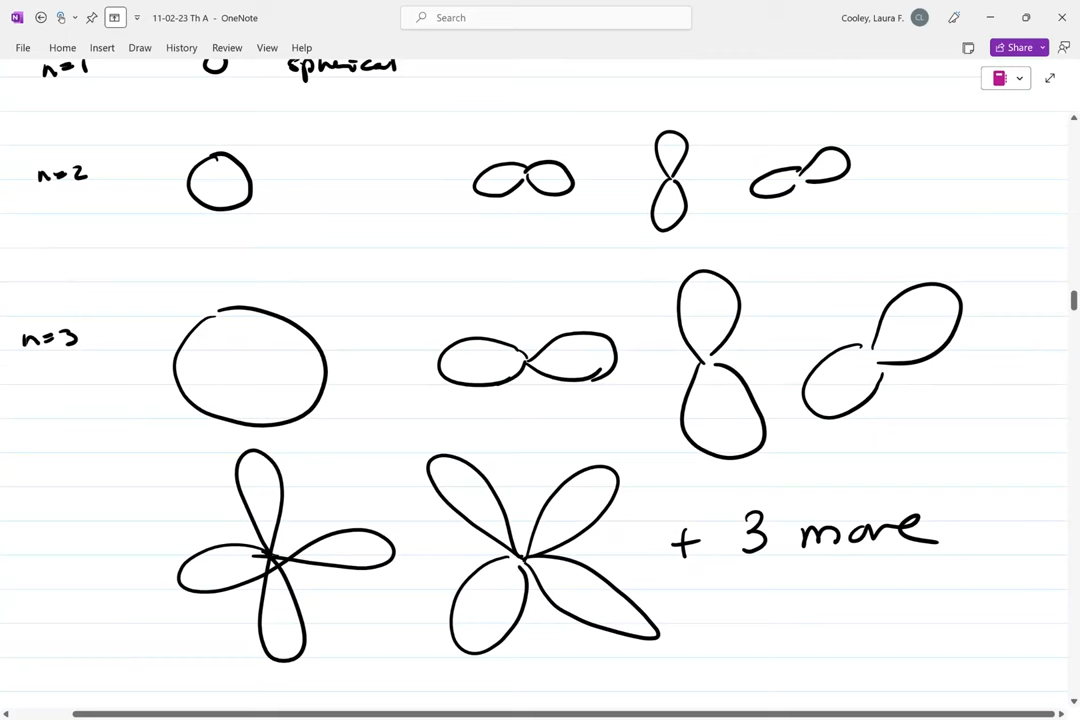 11-02-23 Th A - OneNote
Search
Cooley, Laura F.
CL
File Home Insert Draw History Review View Help
Share
n=1 spherical
n=2
n=3
+ 3 more